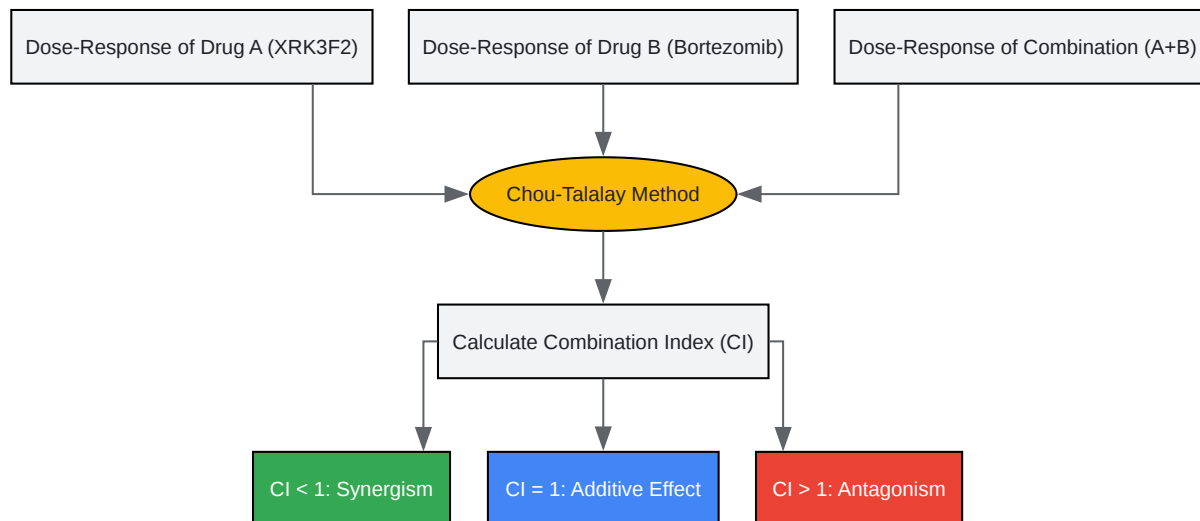 Dose-Response of Drug A (XRK3F2)
Dose-Response of Drug B (Bortezomib)
Dose-Response of Combination (A+B)
Chou-Talalay Method
Calculate Combination Index (CI)
CI < 1: Synergism
CI = 1: Additive Effect
CI > 1: Antagonism